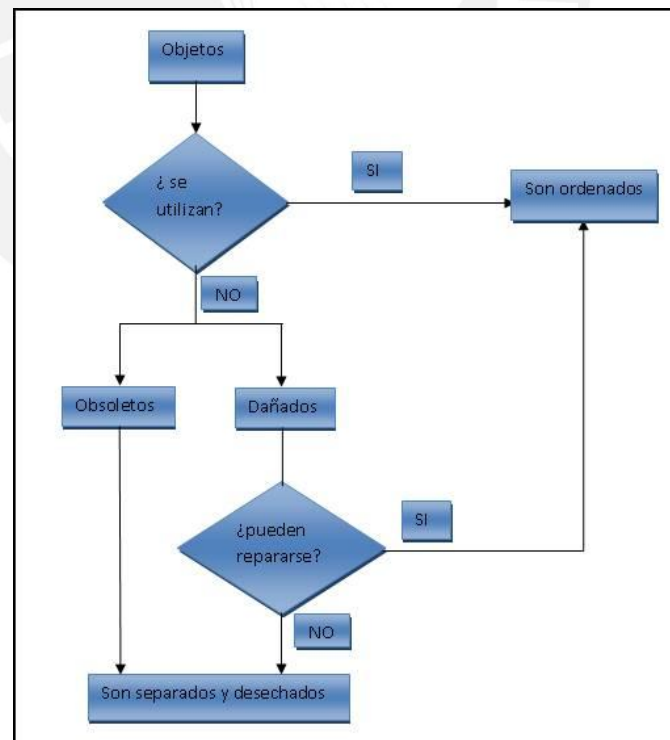 Objetos
¿ se
utilizan?
SI
Son ordenados
NO
Obsoletos
Dañados
¿pueden
repararse?
SI
NO
Son separados y desechados